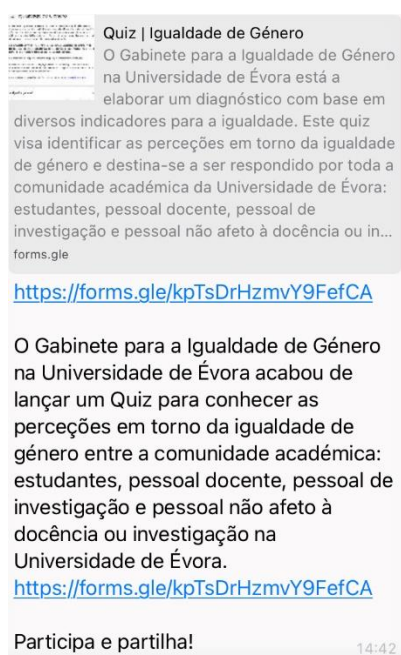 Quiz | Igualdade de Género
O Gabinete para a Igualdade de Género
na Universidade de Évora está a
elaborar um diagnóstico com base em
diversos indicadores para a igualdade. Este quiz
visa identificar as perceções em torno da igualdade
de género e destina-se a ser respondido por toda a
comunidade académica da Universidade de Évora:
estudantes, pessoal docente, pessoal de
investigação e pessoal não afeto à docência ou in...
forms.gle
https://forms.gle/kpTsDrHzmvY9FefCA
O Gabinete para a Igualdade de Género
na Universidade de Évora acabou de
lançar um Quiz para conhecer as
perceções em torno da igualdade de
género entre a comunidade académica:
estudantes, pessoal docente, pessoal de
investigação e pessoal não afeto à
docência ou investigação na
Universidade de Évora.
https://forms.gle/kpTsDrHzmvY9FefCA
Participa e partilha!
14:42